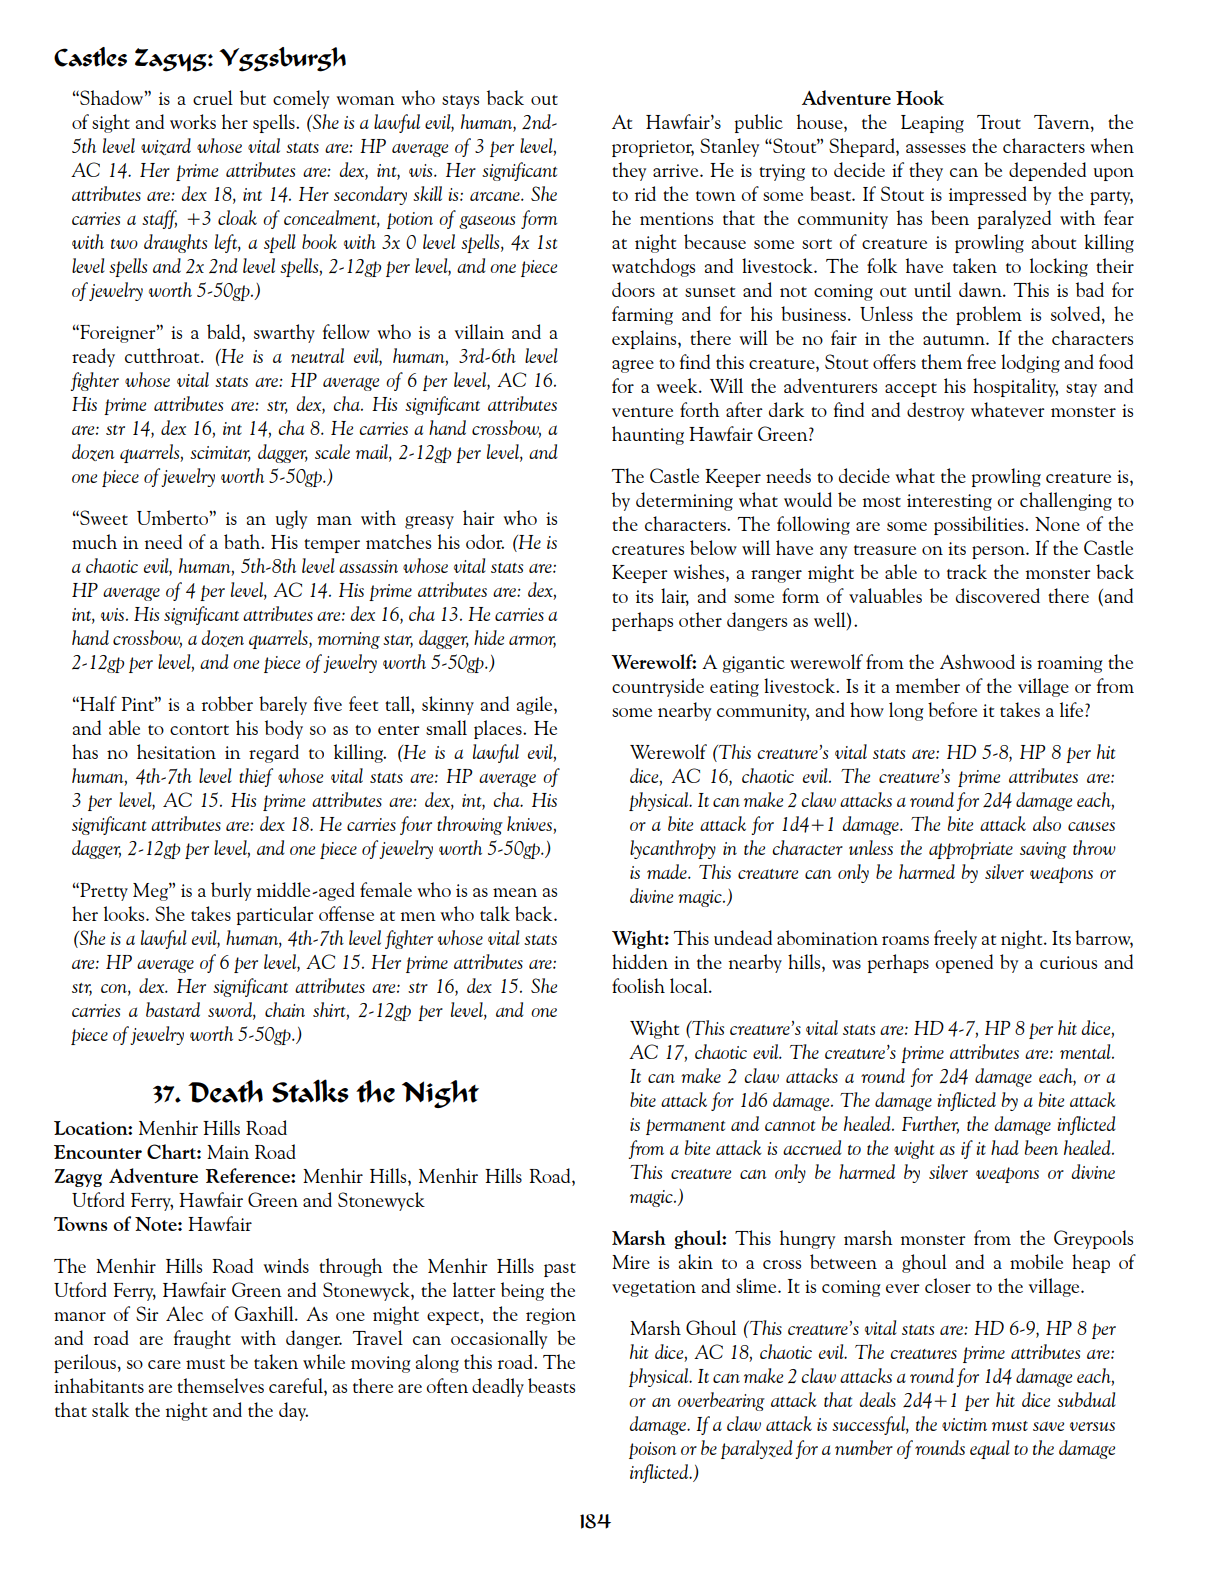 Castles Zagyg: Yggsburgh
“Shadow” is a cruel but comely woman who stays back out
of sight and works her spells. (She is a lawful evil, human, 2nd-
5th level wizard whose vital stats are: HP average of 3 per level,
AC 14. Her prime attributes are: dex, int, wis. Her significant
attributes are: dex 18, int 14. Her secondary skill is: arcane. She
carries a staff, +3 cloak of concealment, potion of gaseous form
with two draughts left, a spell book with 3x 0 level spells, 4x 1st
level spells and 2x 2nd level spells, 2-12gp per level, and one piece
of jewelry worth 5-50gp.)
“Foreigner” is a bald, swarthy fellow who is a villain and a
ready cutthroat. (He is a neutral evil, human, 3rd-6th level
fighter whose vital stats are: HP average of 6 per level, AC 16.
His prime attributes are: str, dex, cha. His significant attributes
are: str 14, dex 16, int 14, cha 8. He carries a hand crossbow, a
dozen quarrels, scimitar, dagger, scale mail, 2-12gp per level, and
one piece of jewelry worth 5-50gp.)
“Sweet Umberto” is an ugly man with greasy hair who is
much in need of a bath. His temper matches his odor. (He is
a chaotic evil, human, 5th-8th level assassin whose vital stats are:
HP average of 4 per level, AC 14. His prime attributes are: dex,
int, wis. His significant attributes are: dex 16, cha 13. He carries a
hand crossbow, a dozen quarrels, morning star, dagger, hide armor,
2-12gp per level, and one piece of jewelry worth 5-50gp.)
“Half Pint” is a robber barely five feet tall, skinny and agile,
and able to contort his body so as to enter small places. He
has no hesitation in regard to killing. (He is a lawful evil,
human, 4th-7th level thief whose vital stats are: HP average of
3 per level, AC 15. His prime attributes are: dex, int, cha. His
significant attributes are: dex 18. He carries four throwing knives,
dagger, 2-12gp per level, and one piece of jewelry worth 5-50gp.)
“Pretty Meg” is a burly middle-aged female who is as mean as
her looks. She takes particular offense at men who talk back.
(She is a lawful evil, human, 4th-7th level fighter whose vital stats
are: HP average of 6 per level, AC 15. Her prime attributes are:
str, con, dex. Her significant attributes are: str 16, dex 15. She
carries a bastard sword, chain shirt, 2-12gp per level, and one
piece of jewelry worth 5-50gp.)
37. Death Stalks the Night
Location: Menhir Hills Road
Encounter Chart: Main Road
Zagyg Adventure Reference: Menhir Hills, Menhir Hills Road,
Utford Ferry, Hawfair Green and Stonewyck
Towns of Note: Hawfair
The Menhir Hills Road winds through the Menhir Hills past
Utford Ferry, Hawfair Green and Stonewyck, the latter being the
manor of Sir Alec of Gaxhill. As one might expect, the region
and road are fraught with danger. Travel can occasionally be
perilous, so care must be taken while moving along this road. The
inhabitants are themselves careful, as there are often deadly beasts
that stalk the night and the day.
Adventure Hook
At Hawfair’s public house, the Leaping Trout Tavern, the
proprietor, Stanley “Stout” Shepard, assesses the characters when
they arrive. He is trying to decide if they can be depended upon
to rid the town of some beast. If Stout is impressed by the party,
he mentions that the community has been paralyzed with fear
at night because some sort of creature is prowling about killing
watchdogs and livestock. The folk have taken to locking their
doors at sunset and not coming out until dawn. This is bad for
farming and for his business. Unless the problem is solved, he
explains, there will be no fair in the autumn. If the characters
agree to find this creature, Stout offers them free lodging and food
for a week. Will the adventurers accept his hospitality, stay and
venture forth after dark to find and destroy whatever monster is
haunting Hawfair Green?
The Castle Keeper needs to decide what the prowling creature is,
by determining what would be most interesting or challenging to
the characters. The following are some possibilities. None of the
creatures below will have any treasure on its person. If the Castle
Keeper wishes, a ranger might be able to track the monster back
to its lair, and some form of valuables be discovered there (and
perhaps other dangers as well).
Werewolf: A gigantic werewolf from the Ashwood is roaming the
countryside eating livestock. Is it a member of the village or from
some nearby community, and how long before it takes a life?
Werewolf (This creature’s vital stats are: HD 5-8, HP 8 per hit
dice, AC 16, chaotic evil. The creature’s prime attributes are:
physical. It can make 2 claw attacks a round for 2d4 damage each,
or a bite attack for 1d4+1 damage. The bite attack also causes
lycanthropy in the character unless the appropriate saving throw
is made. This creature can only be harmed by silver weapons or
divine magic.)
Wight: This undead abomination roams freely at night. Its barrow,
hidden in the nearby hills, was perhaps opened by a curious and
foolish local.
Wight (This creature’s vital stats are: HD 4-7, HP 8 per hit dice,
AC 17, chaotic evil. The creature’s prime attributes are: mental.
It can make 2 claw attacks a round for 2d4 damage each, or a
bite attack for 1d6 damage. The damage inflicted by a bite attack
is permanent and cannot be healed. Further, the damage inflicted
from a bite attack is accrued to the wight as if it had been healed.
This creature can only be harmed by silver weapons or divine
magic.)
Marsh ghoul: This hungry marsh monster from the Greypools
Mire is akin to a cross between a ghoul and a mobile heap of
vegetation and slime. It is coming ever closer to the village.
Marsh Ghoul (This creature’s vital stats are: HD 6-9, HP 8 per
hit dice, AC 18, chaotic evil. The creatures prime attributes are:
physical. It can make 2 claw attacks a round for 1d4 damage each,
or an overbearing attack that deals 2d4+1 per hit dice subdual
damage. If a claw attack is successful, the victim must save versus
poison or be paralyzed for a number of rounds equal to the damage
inflicted.)
184